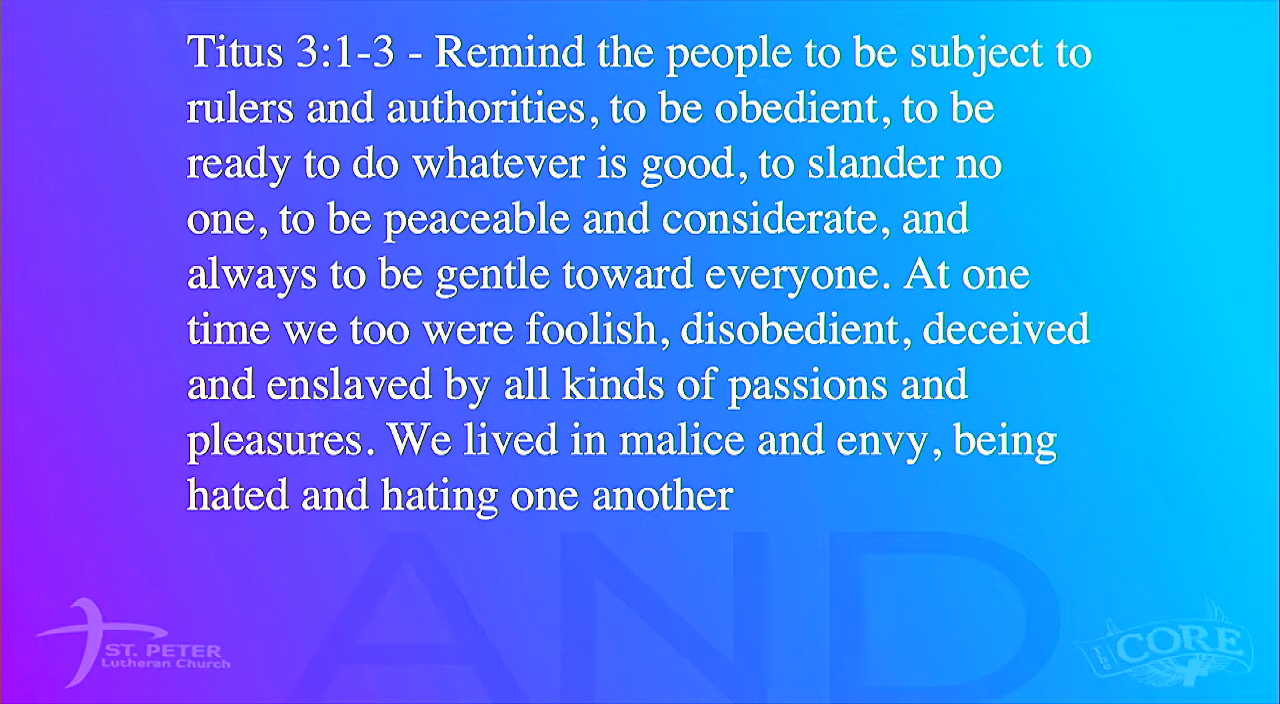 Titus 3:1-3 - Remind the people to be subject to
rulers and authorities, to be obedient, to be
ready to do whatever is good, to slander no
one, to be peaceable and considerate, and
always to be gentle toward everyone. At one
time we too were foolish, disobedient, deceived
and enslaved by all kinds of passions and
pleasures. We lived in malice and envy, being
hated and hating one another
AND
ST. PETER
Lutheran Church
The
CORE